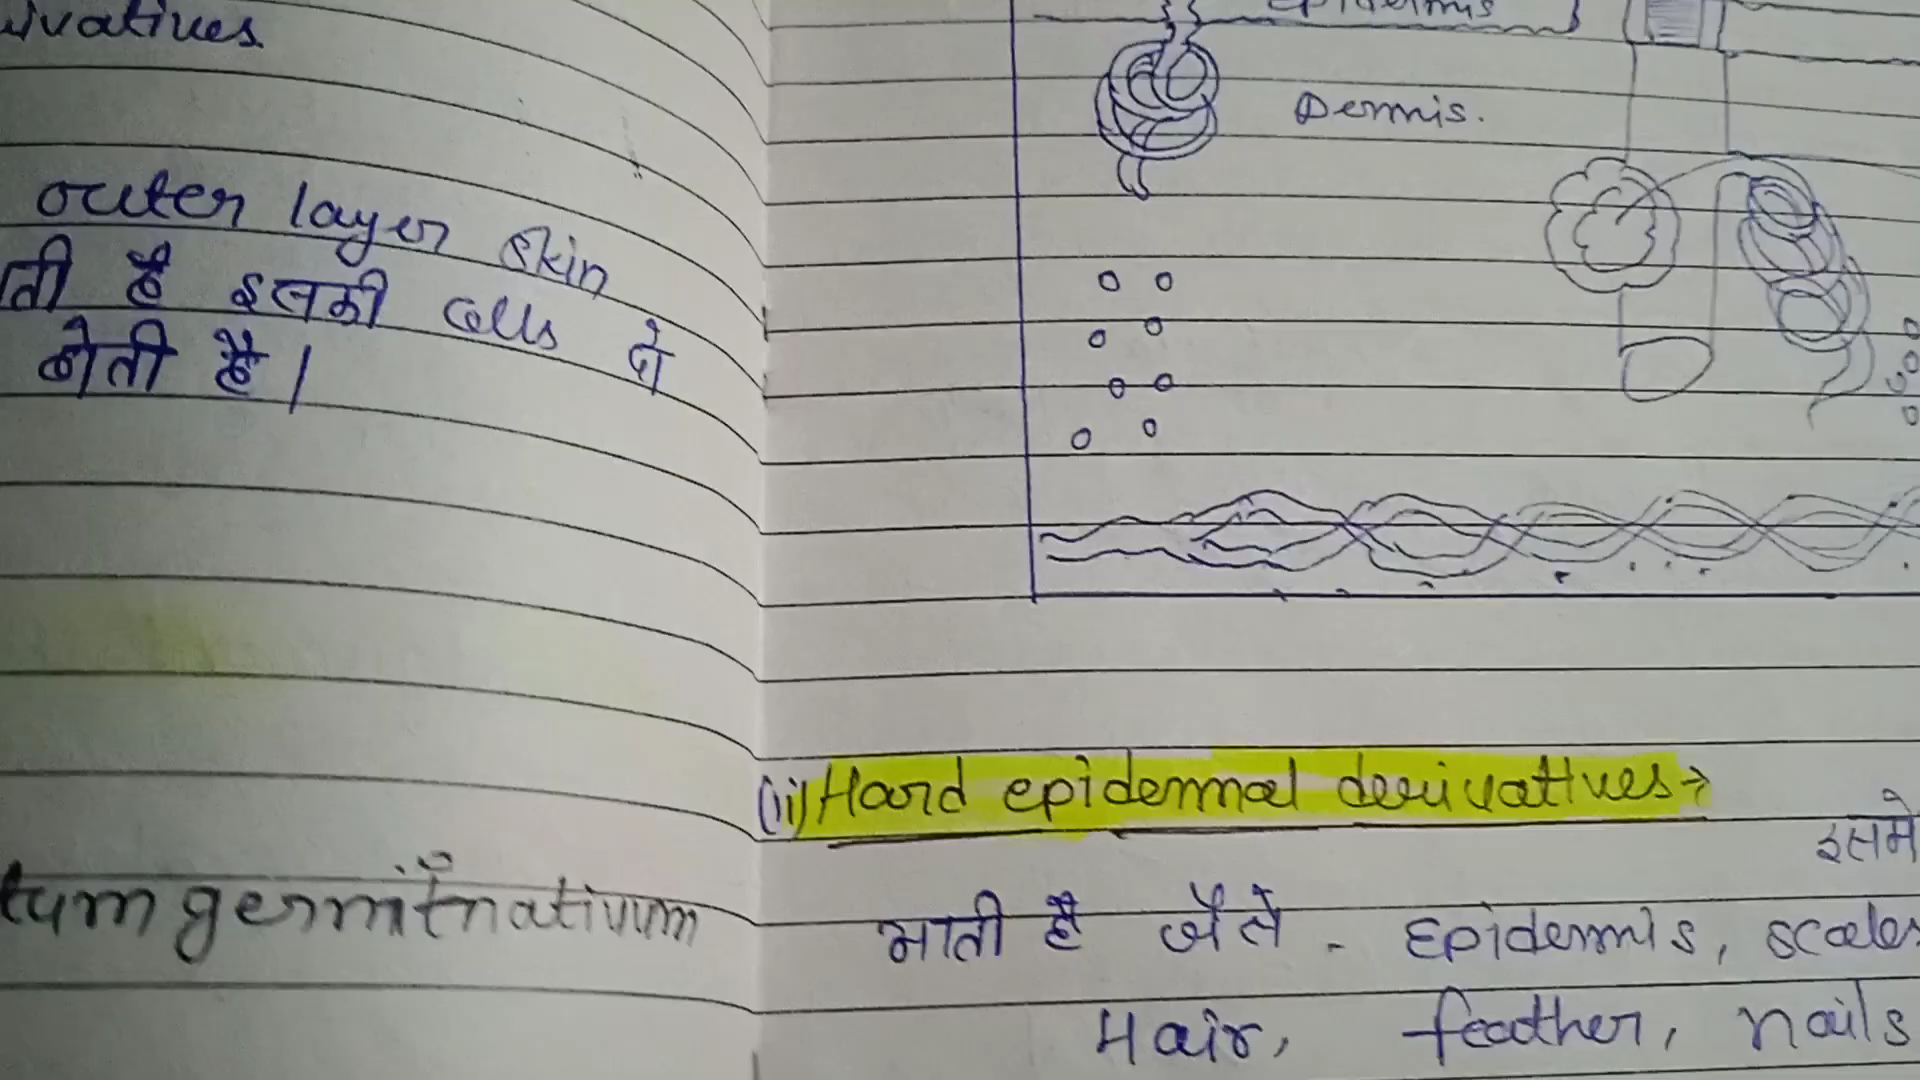 ivatives
outer layer skin
ती है इसकी cells से
होती है।
tum germitnativum
Epidermis
Dermis.
(ii) Hard epidermal derivatives →
इसमे
आती है जैसे - Epidermis, scales
Hair, feather, nails